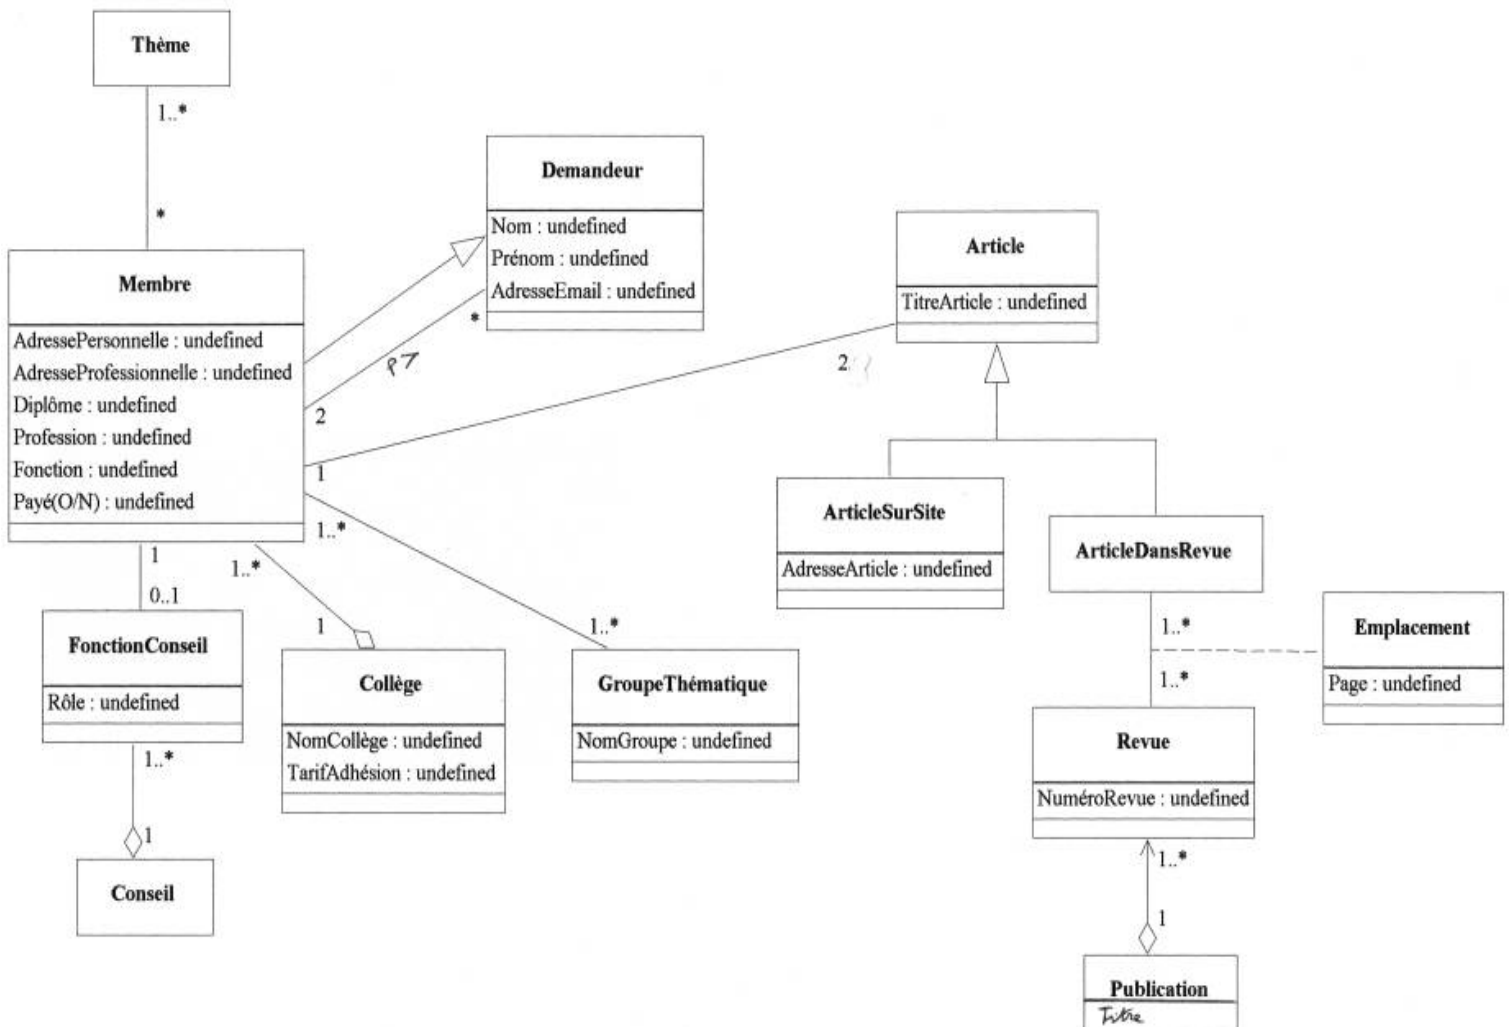 Thème
1..*
*
Membre
AdressePersonnelle : undefined
AdresseProfessionnelle : undefined
Diplôme : undefined
Profession : undefined
Fonction : undefined
Payé(O/N) : undefined
Demandeur
Nom : undefined
Prénom : undefined
AdresseEmail : undefined
*
2
Article
TitreArticle : undefined
2
1
ArticleSurSite
AdresseArticle : undefined
ArticleDansRevue
1..*
1..*
Emplacement
Page : undefined
Revue
NuméroRevue : undefined
1..*
1
Publication
Titre
1..*
1..*
GroupeThématique
NomGroupe : undefined
1..*
1
Collège
NomCollège : undefined
TarifAdhésion : undefined
1
0..1
FonctionConseil
Rôle : undefined
1..*
1
Conseil